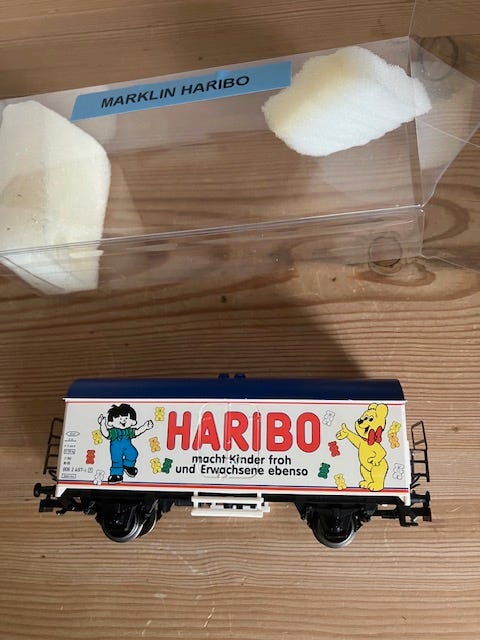 MARKLIN HARIBO
HARIBO
macht Kinder froh
und Erwachsene ebenso